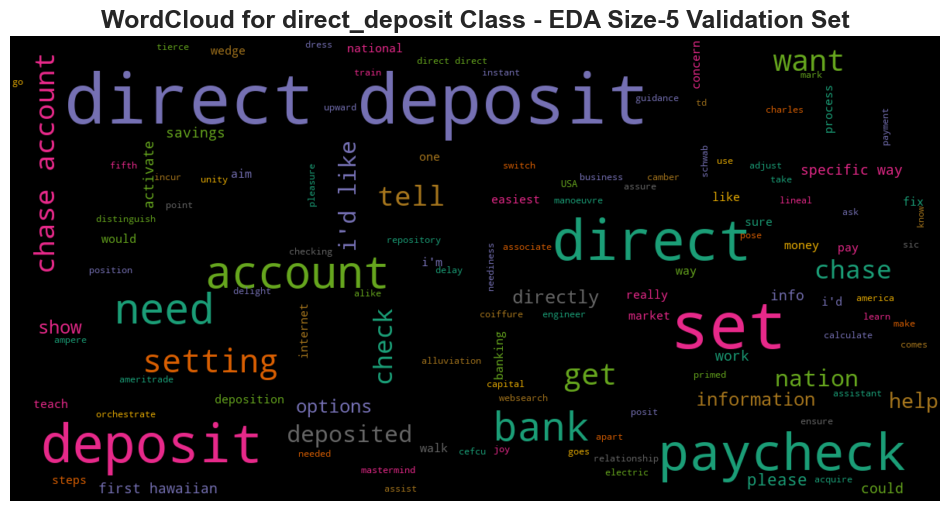 WordCloud for direct_deposit Class - EDA Size-5 Validation Set
tierce
wedge
dress
national
direct direct
concern
want
mark
go
chase account
direct
train
deposit
instant
upward
guidance
td
charles
process
payment
savings
activate
fifth
incur
unity
aim
pleasure
i'd like
one
tell
switch
easiest
USA
manoeuvre
business
assure
camber
schwab
use
like
adjust
take
specific way
lineal
fix
ask
know
distinguish
point
would
checking
repository
associate
direct
sure
pose
money
pay
sic
position
account
i'm
delay
neediness
way
chase
delight
alike
need
directly
really
info
i'd
america
show
ampere
internet
check
coiffure
engineer
market
set
learn
make
calculate
comes
setting
alluviation
banking
work
ameritrade
get
primed
nation
capital
websearch
teach
deposition
options
information
assistant
help
orchestrate
deposit
deposited
walk
bank
posit
apart
ensure
needed
cefcu
joy
goes
relationship
paycheck
steps
mastermind
electric
please
acquire
first hawaiian
assist
could